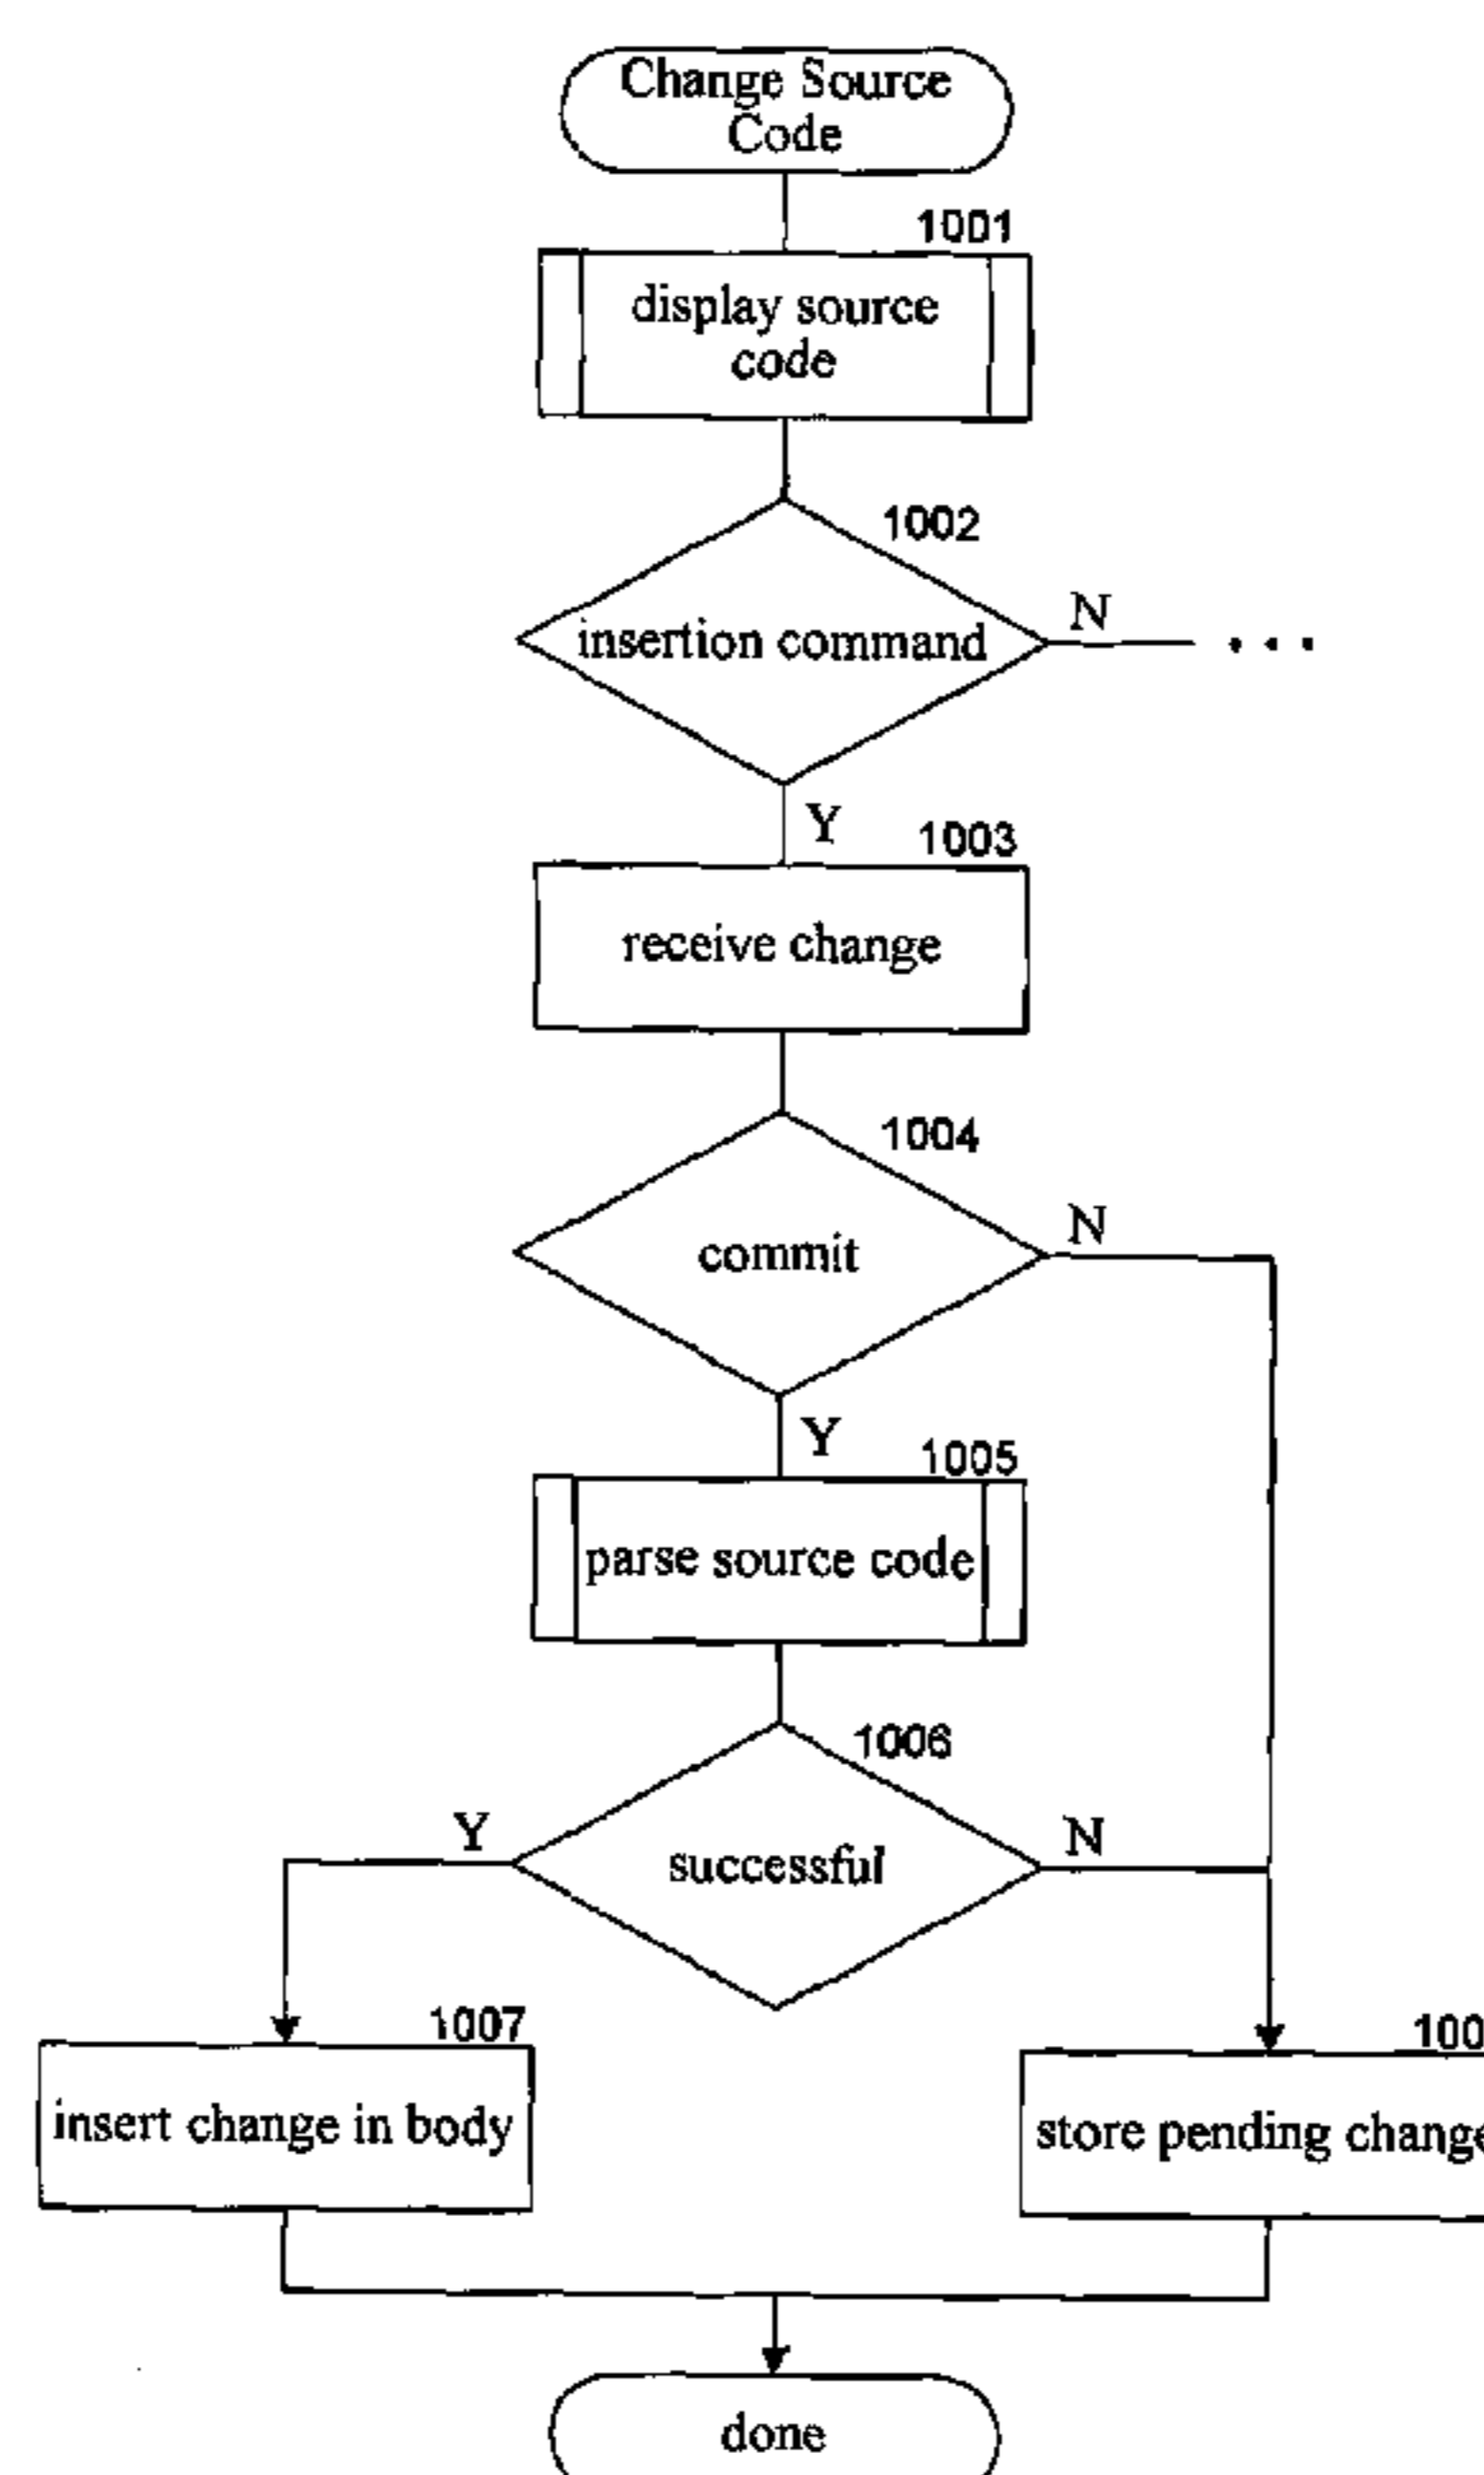 Change Source
Code
1001
display source
code
1002
insertion command
N
. . .
Y
1003
receive change
1004
commit
N
Y
1005
parse source code
1006
successful
Y
N
1007
insert change in body
100
store pending change
done